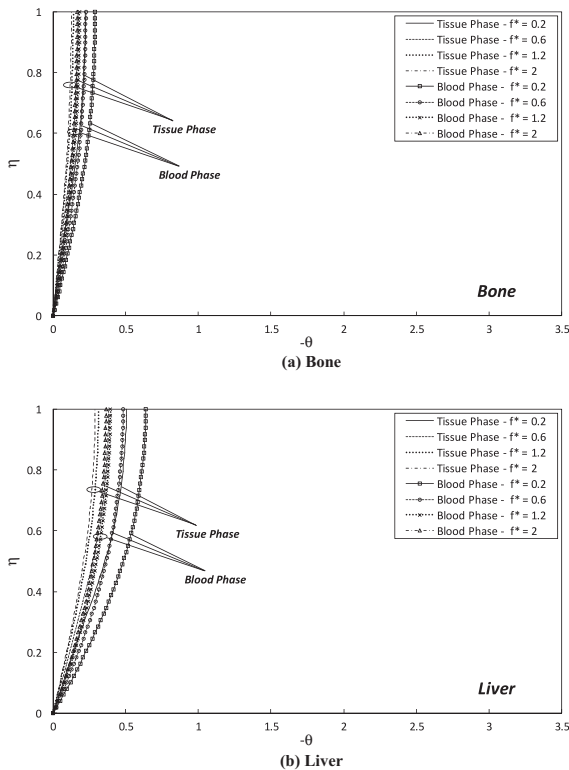 1
0.8
0.6
0.4
0.2
0
η
Tissue Phase - f* = 0.2
Tissue Phase - f* = 0.6
Tissue Phase - f* = 1.2
Tissue Phase - f* = 2
Blood Phase - f* = 0.2
Blood Phase - f* = 0.6
Blood Phase - f* = 1.2
Blood Phase - f* = 2
Tissue Phase
Blood Phase
Bone
0 0.5 1 1.5 2 2.5 3 3.5
-θ
(a) Bone
1
0.8
0.6
0.4
0.2
0
η
Tissue Phase - f* = 0.2
Tissue Phase - f* = 0.6
Tissue Phase - f* = 1.2
Tissue Phase - f* = 2
Blood Phase - f* = 0.2
Blood Phase - f* = 0.6
Blood Phase - f* = 1.2
Blood Phase - f* = 2
Tissue Phase
Blood Phase
Liver
0 0.5 1 1.5 2 2.5 3 3.5
-θ
(b) Liver